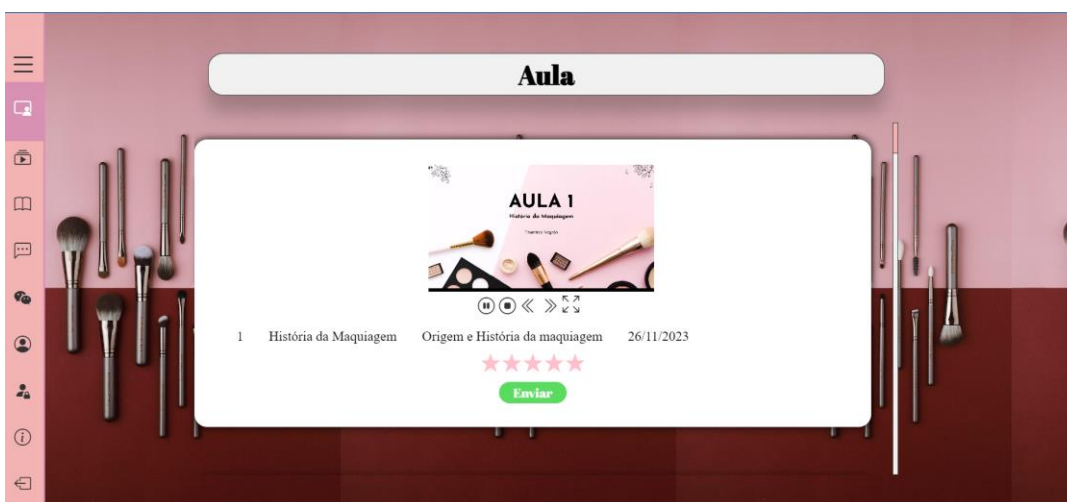 Aula
AULA 1
História da Maquiagem
1 História da Maquiagem Origem e História da maquiagem 26/11/2023
Enviar